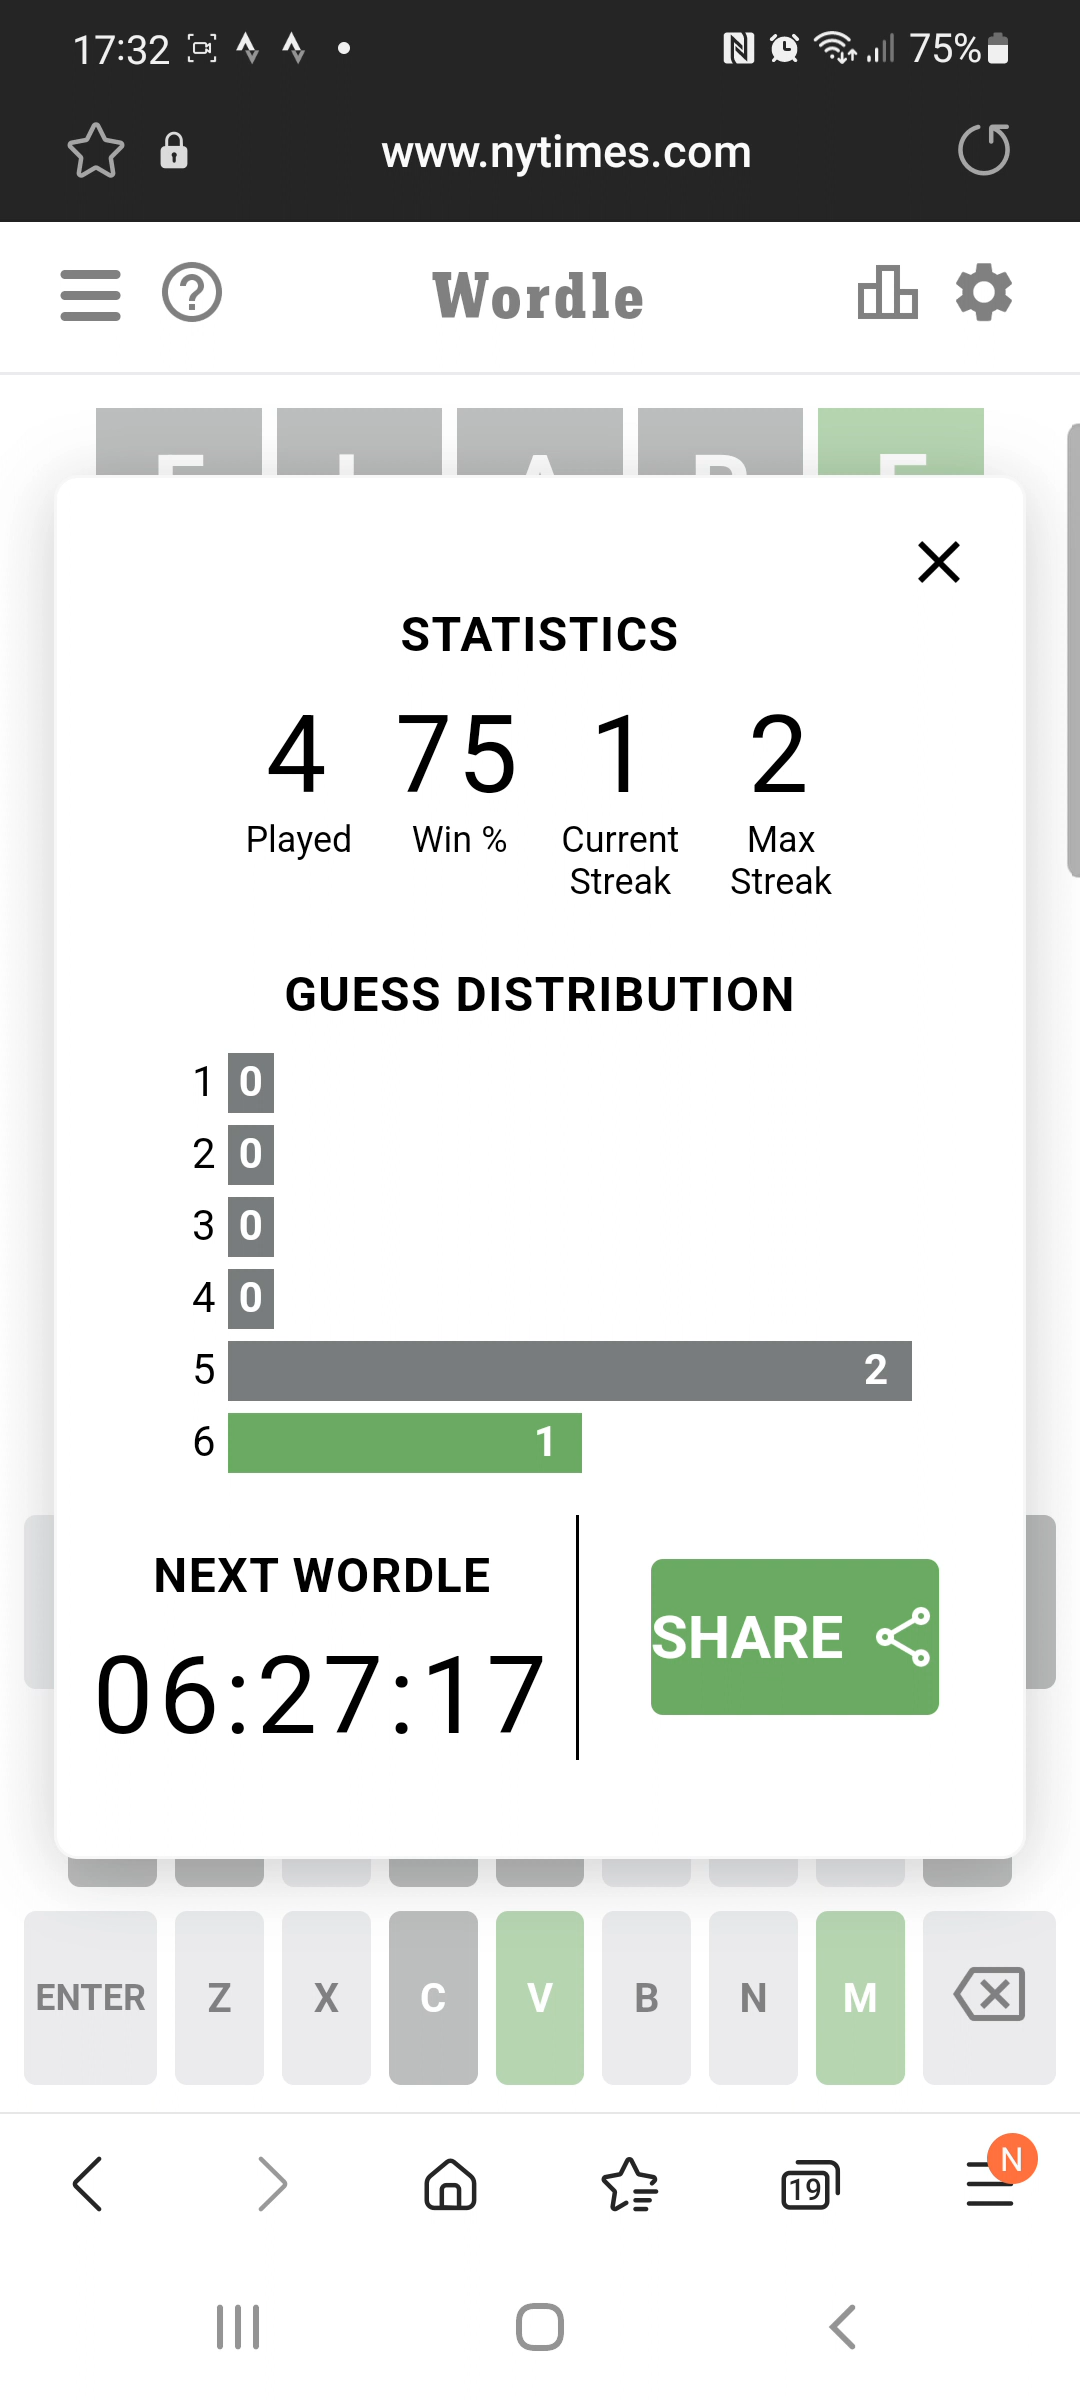 17:32 75%
www.nytimes.com
Wordle
STATISTICS
4 75 1 2
Played Win % Current Streak Max Streak
GUESS DISTRIBUTION
1 0
2 0
3 0
4 0
5 2
6 1
NEXT WORDLE
06:27:17
SHARE
ENTER Z X C V B N M
19 N